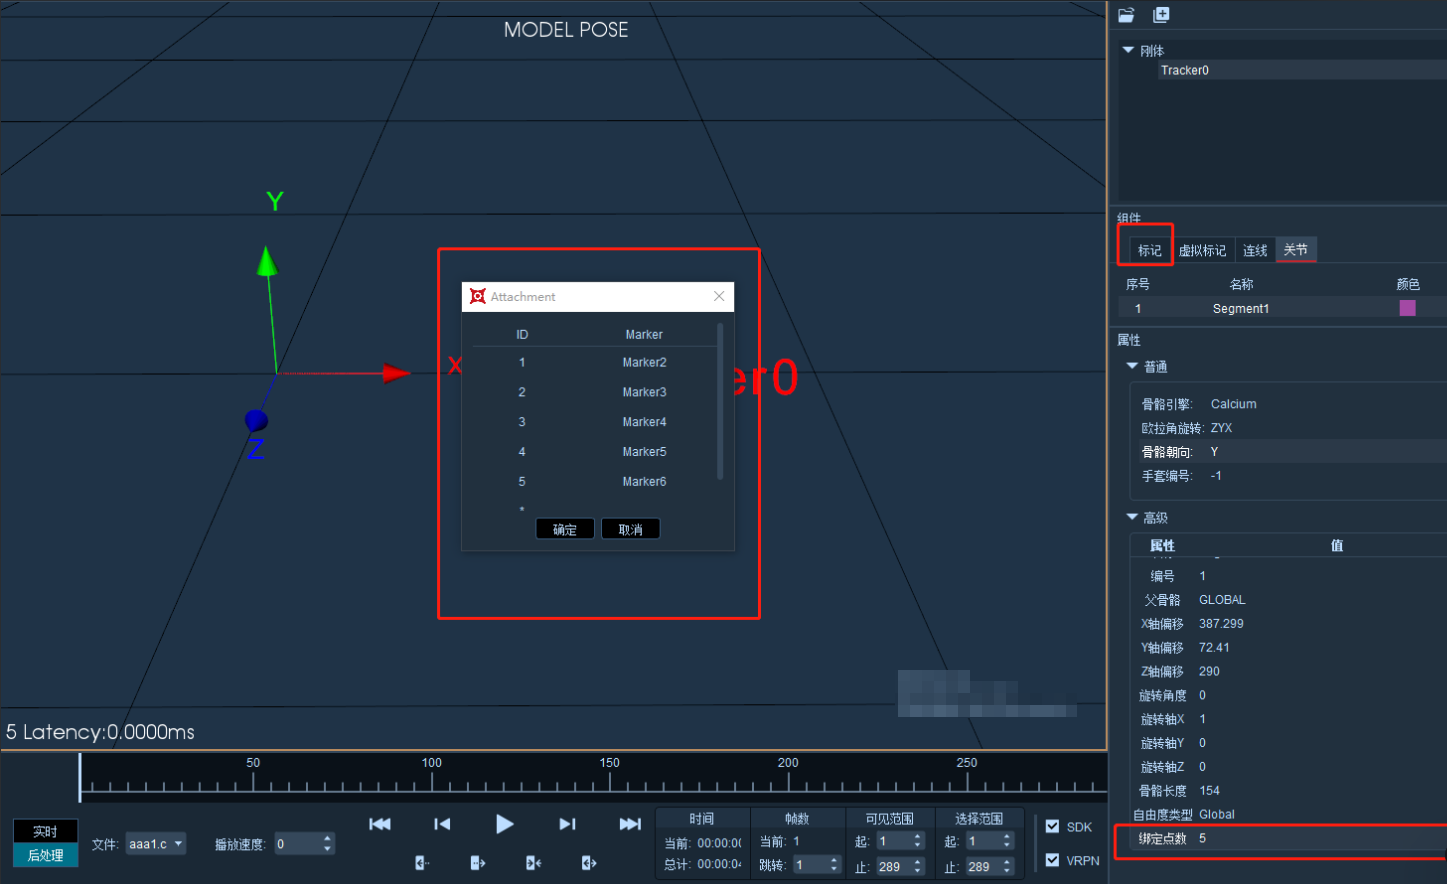 MODEL POSE
刚体
Tracker0
Y
X
Z
er0
Attachment
ID Marker
1 Marker2
2 Marker3
3 Marker4
4 Marker5
5 Marker6
*
确定 取消
5 Latency:0.0000ms
组件
标记 虚拟标记 连线 关节
序号 名称 颜色
1 Segment1
属性
普通
骨骼引擎: Calcium
欧拉角旋转: ZYX
骨骼朝向: Y
手套编号: -1
高级
属性 值
编号 1
父骨骼 GLOBAL
X轴偏移 387.299
Y轴偏移 72.41
Z轴偏移 290
旋转角度 0
旋转轴X 1
旋转轴Y 0
旋转轴Z 0
骨骼长度 154
自由度类型 Global
绑定点数 5
50 100 150 200 250
实时
后处理
文件: aaa1.c
播放速度: 0
时间
当前: 00:00:00
总计: 00:00:04
帧数
当前: 1
跳转: 1
可见范围
起: 1
止: 289
选择范围
起: 1
止: 289
SDK
VRPN